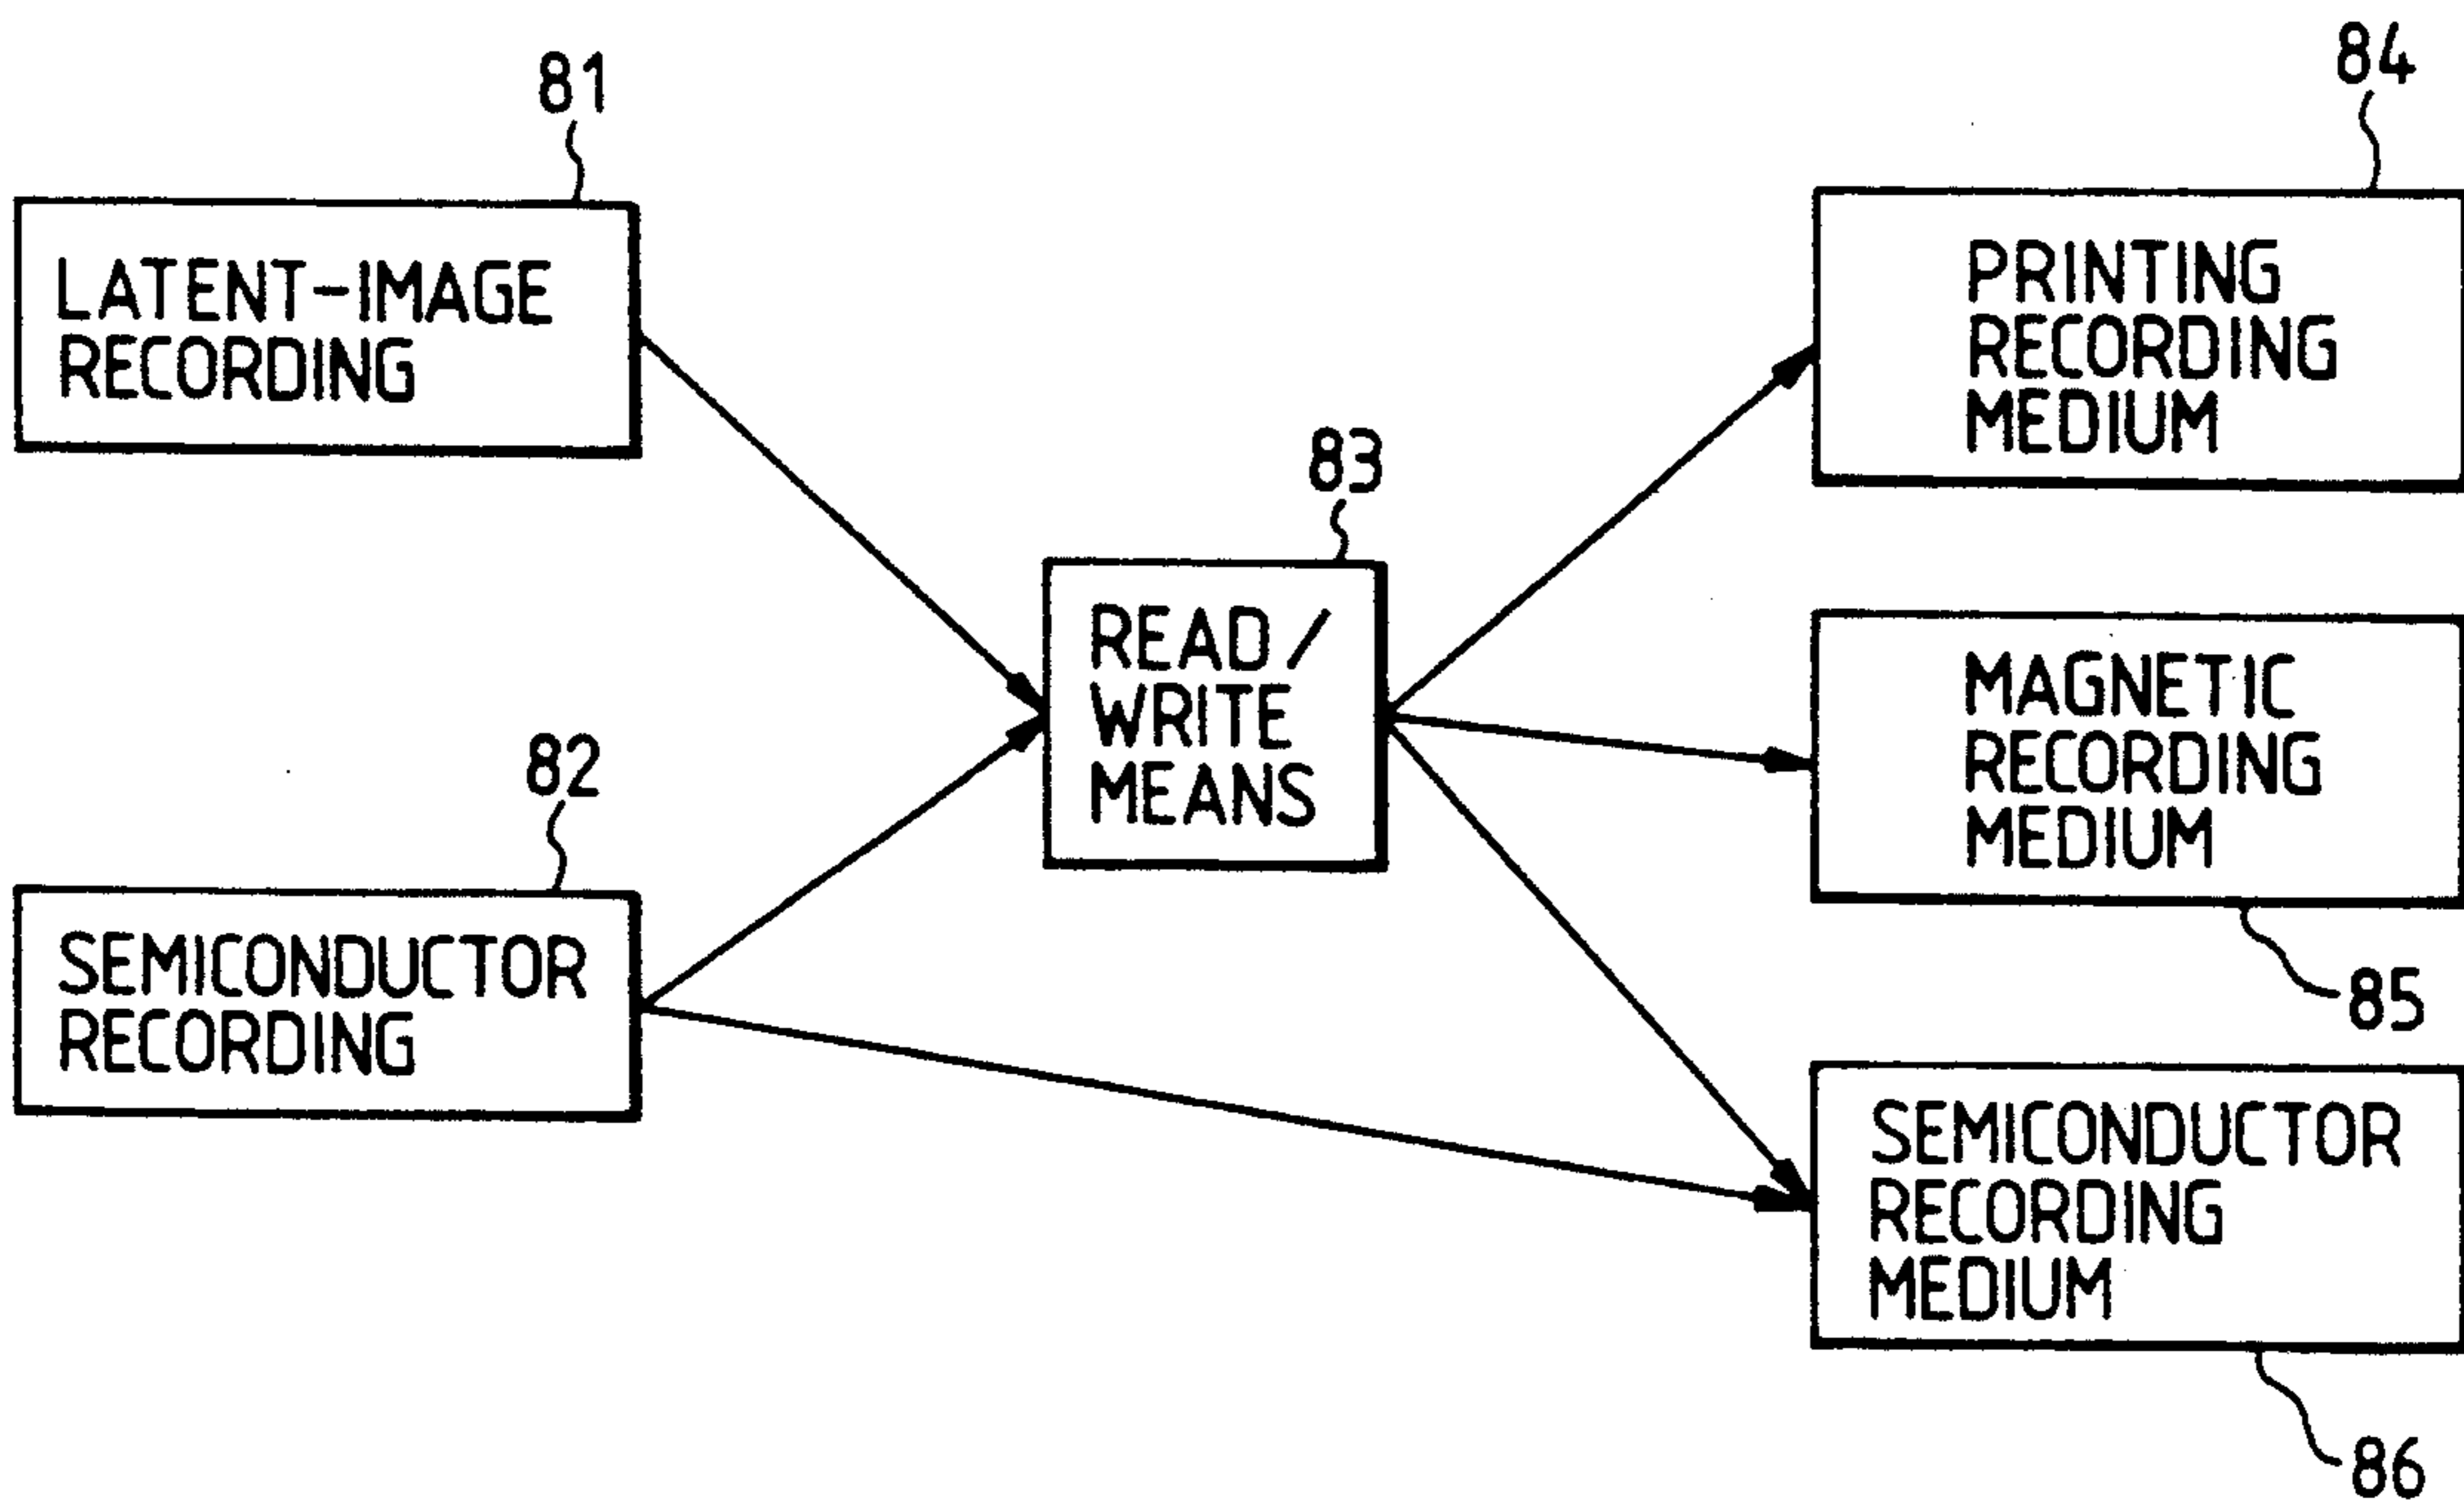 81
LATENT-IMAGE
RECORDING
82
SEMICONDUCTOR
RECORDING
83
READ/
WRITE
MEANS
84
PRINTING
RECORDING
MEDIUM
MAGNETIC
RECORDING
MEDIUM
85
SEMICONDUCTOR
RECORDING
MEDIUM
86